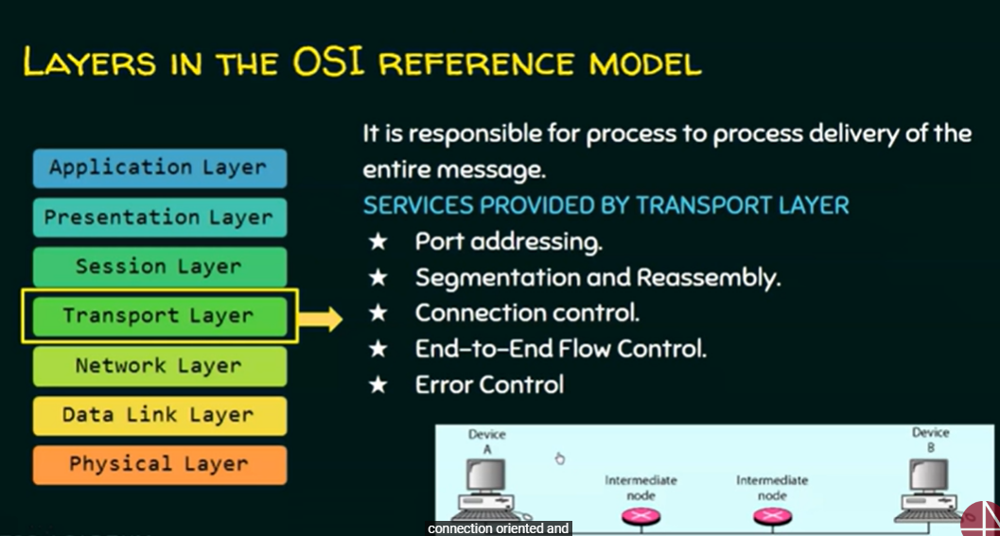 LAYERS IN THE OSI REFERENCE MODEL
Application Layer
Presentation Layer
Session Layer
Transport Layer
Network Layer
Data Link Layer
Physical Layer
It is responsible for process to process delivery of the
entire message.
SERVICES PROVIDED BY TRANSPORT LAYER
★ Port addressing.
★ Segmentation and Reassembly.
★ Connection control.
★ End-to-End Flow Control.
★ Error Control
Device
A
Intermediate
node
Intermediate
node
Device
B
connection oriented and